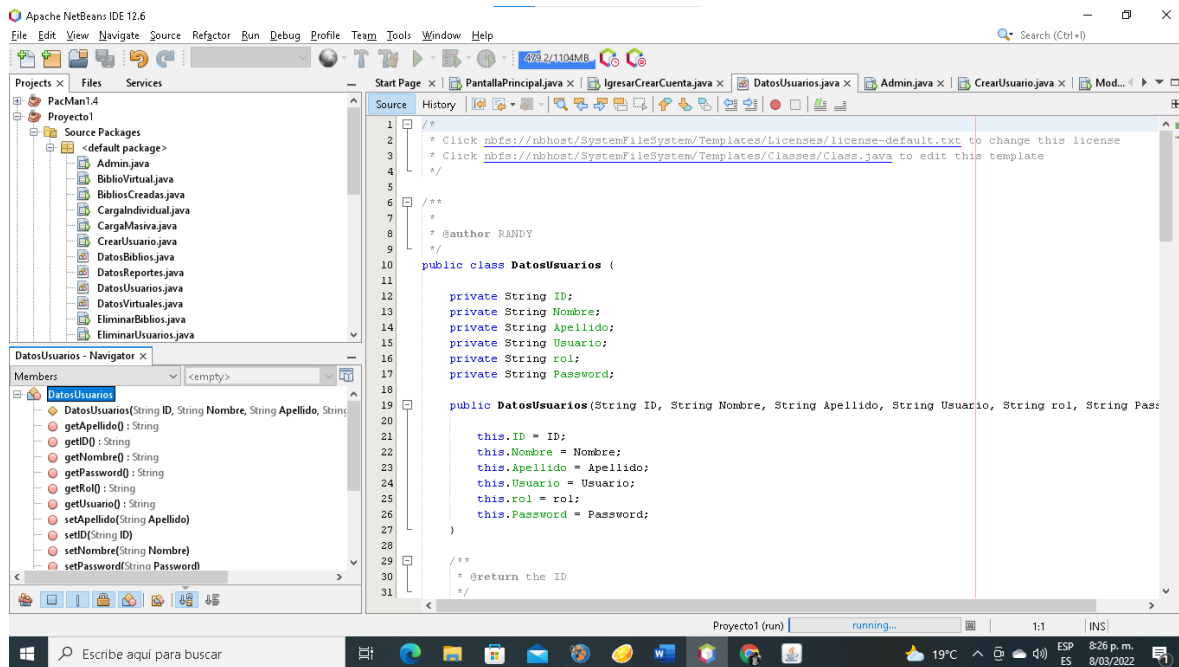 Apache NetBeans IDE 12.6
File Edit View Navigate Source Refactor Run Debug Profile Team Tools Window Help
Search (Ctrl+I)
479.2/1104MB
Projects Files Services
PacMan1.4
Proyecto1
Source Packages
<default package>
Admin.java
BiblioVirtual.java
BibliosCreadas.java
CargaIndividual.java
CargaMasiva.java
CrearUsuario.java
DatosBiblios.java
DatosReportes.java
DatosUsuarios.java
DatosVirtuales.java
EliminarBiblios.java
EliminarUsuarios.java
DatosUsuarios - Navigator
Members <empty>
DatosUsuarios
DatosUsuarios(String ID, String Nombre, String Apellido, String
getApellido() : String
getID() : String
getNombre() : String
getPassword() : String
getRol() : String
getUsuario() : String
setApellido(String Apellido)
setID(String ID)
setNombre(String Nombre)
setPassword(String Password)
Start Page PantallaPrincipal.java IgresarCrearCuenta.java DatosUsuarios.java Admin.java CrearUsuario.java Mod...
Source History
1 /*
2 * Click nbfs://nbhost/SystemFileSystem/Templates/Licenses/license-default.txt to change this license
3 * Click nbfs://nbhost/SystemFileSystem/Templates/Classes/Class.java to edit this template
4 */
5
6 /**
7 *
8 * @author RANDY
9 */
10 public class DatosUsuarios {
11
12 private String ID;
13 private String Nombre;
14 private String Apellido;
15 private String Usuario;
16 private String rol;
17 private String Password;
18
19 public DatosUsuarios(String ID, String Nombre, String Apellido, String Usuario, String rol, String Pass
20
21 this.ID = ID;
22 this.Nombre = Nombre;
23 this.Apellido = Apellido;
24 this.Usuario = Usuario;
25 this.rol = rol;
26 this.Password = Password;
27 }
28
29 /**
30 * @return the ID
31 */
Proyecto1 (run) running... 1:1 INS
Escribe aquí para buscar
19°C
ESP
ES
8:26 p. m.
8/03/2022